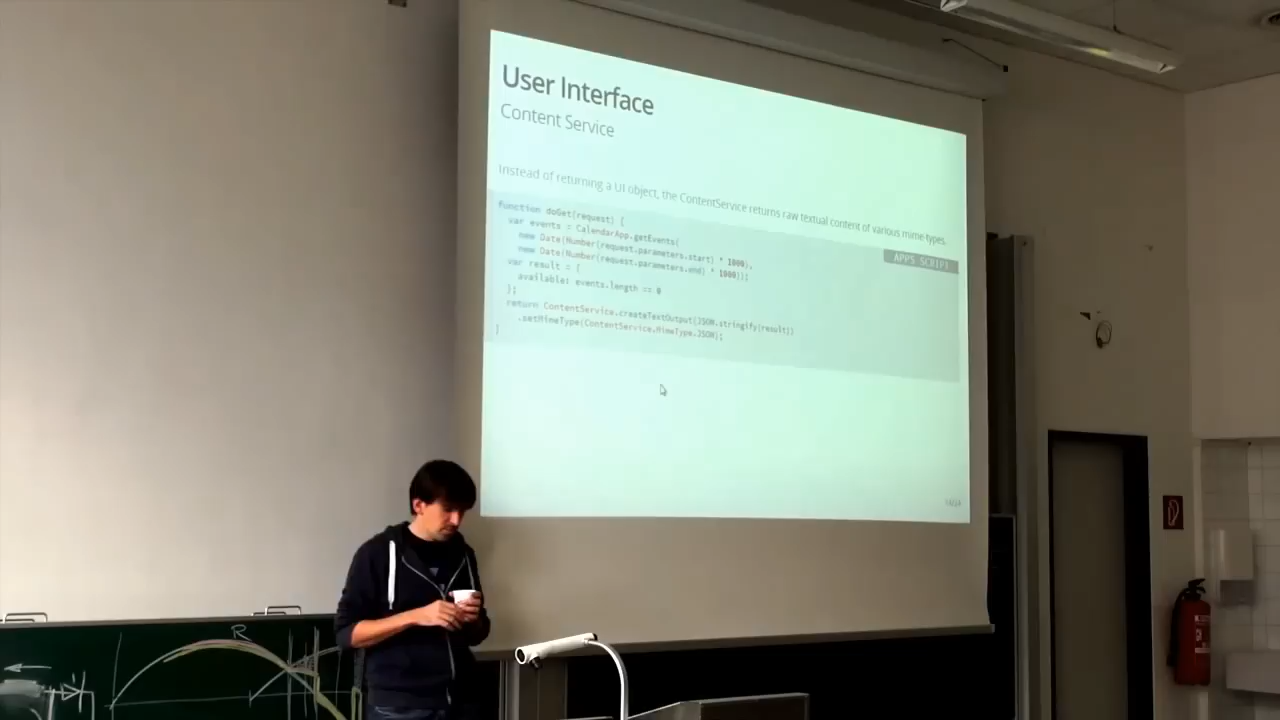 User Interface
Content Service
Instead of returning a UI object, the ContentService returns raw textual content of various mime types.
APPS SCRIPT
function doGet(request) {
var events = CalendarApp.getEvents(
new Date(Number(request.parameters.start) * 1000),
new Date(Number(request.parameters.end) * 1000));
var result = {
available: events.length == 0
};
return ContentService.createTextOutput(JSON.stringify(result))
.setMimeType(ContentService.MimeType.JSON);
}
R